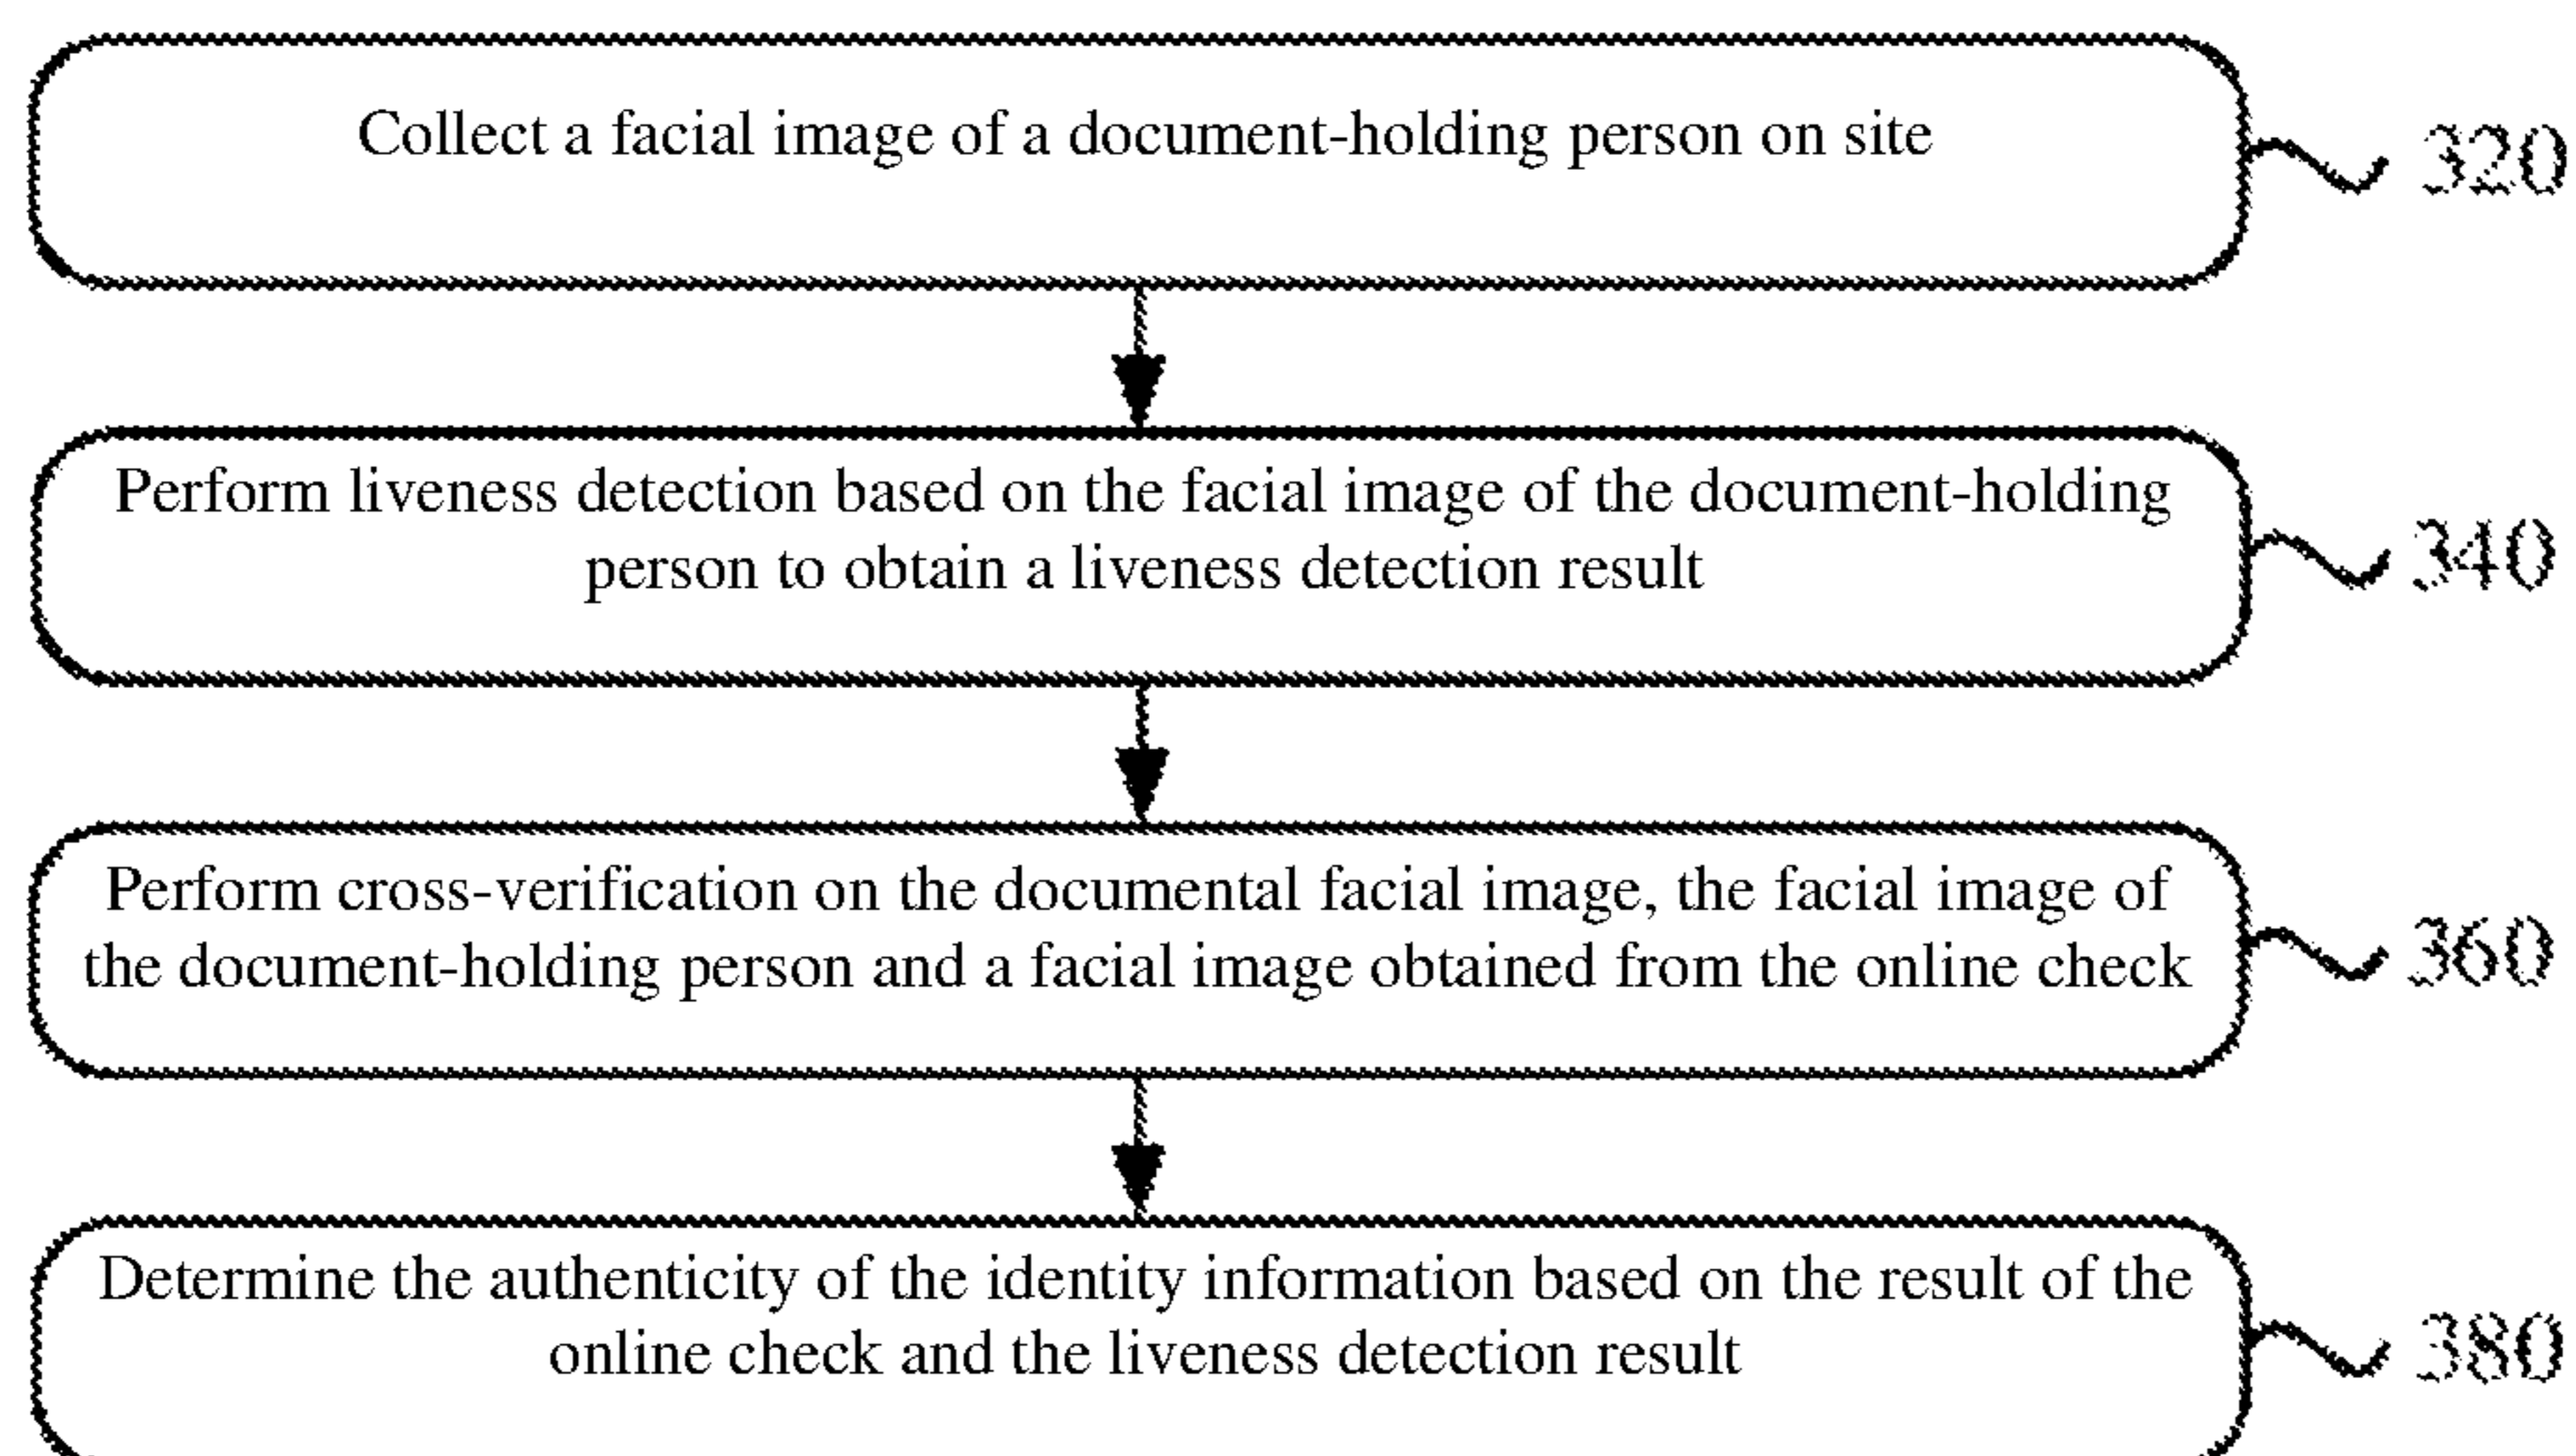 Collect a facial image of a document-holding person on site
320
Perform liveness detection based on the facial image of the document-holding
person to obtain a liveness detection result
340
Perform cross-verification on the documental facial image, the facial image of
the document-holding person and a facial image obtained from the online check
360
Determine the authenticity of the identity information based on the result of the
online check and the liveness detection result
380